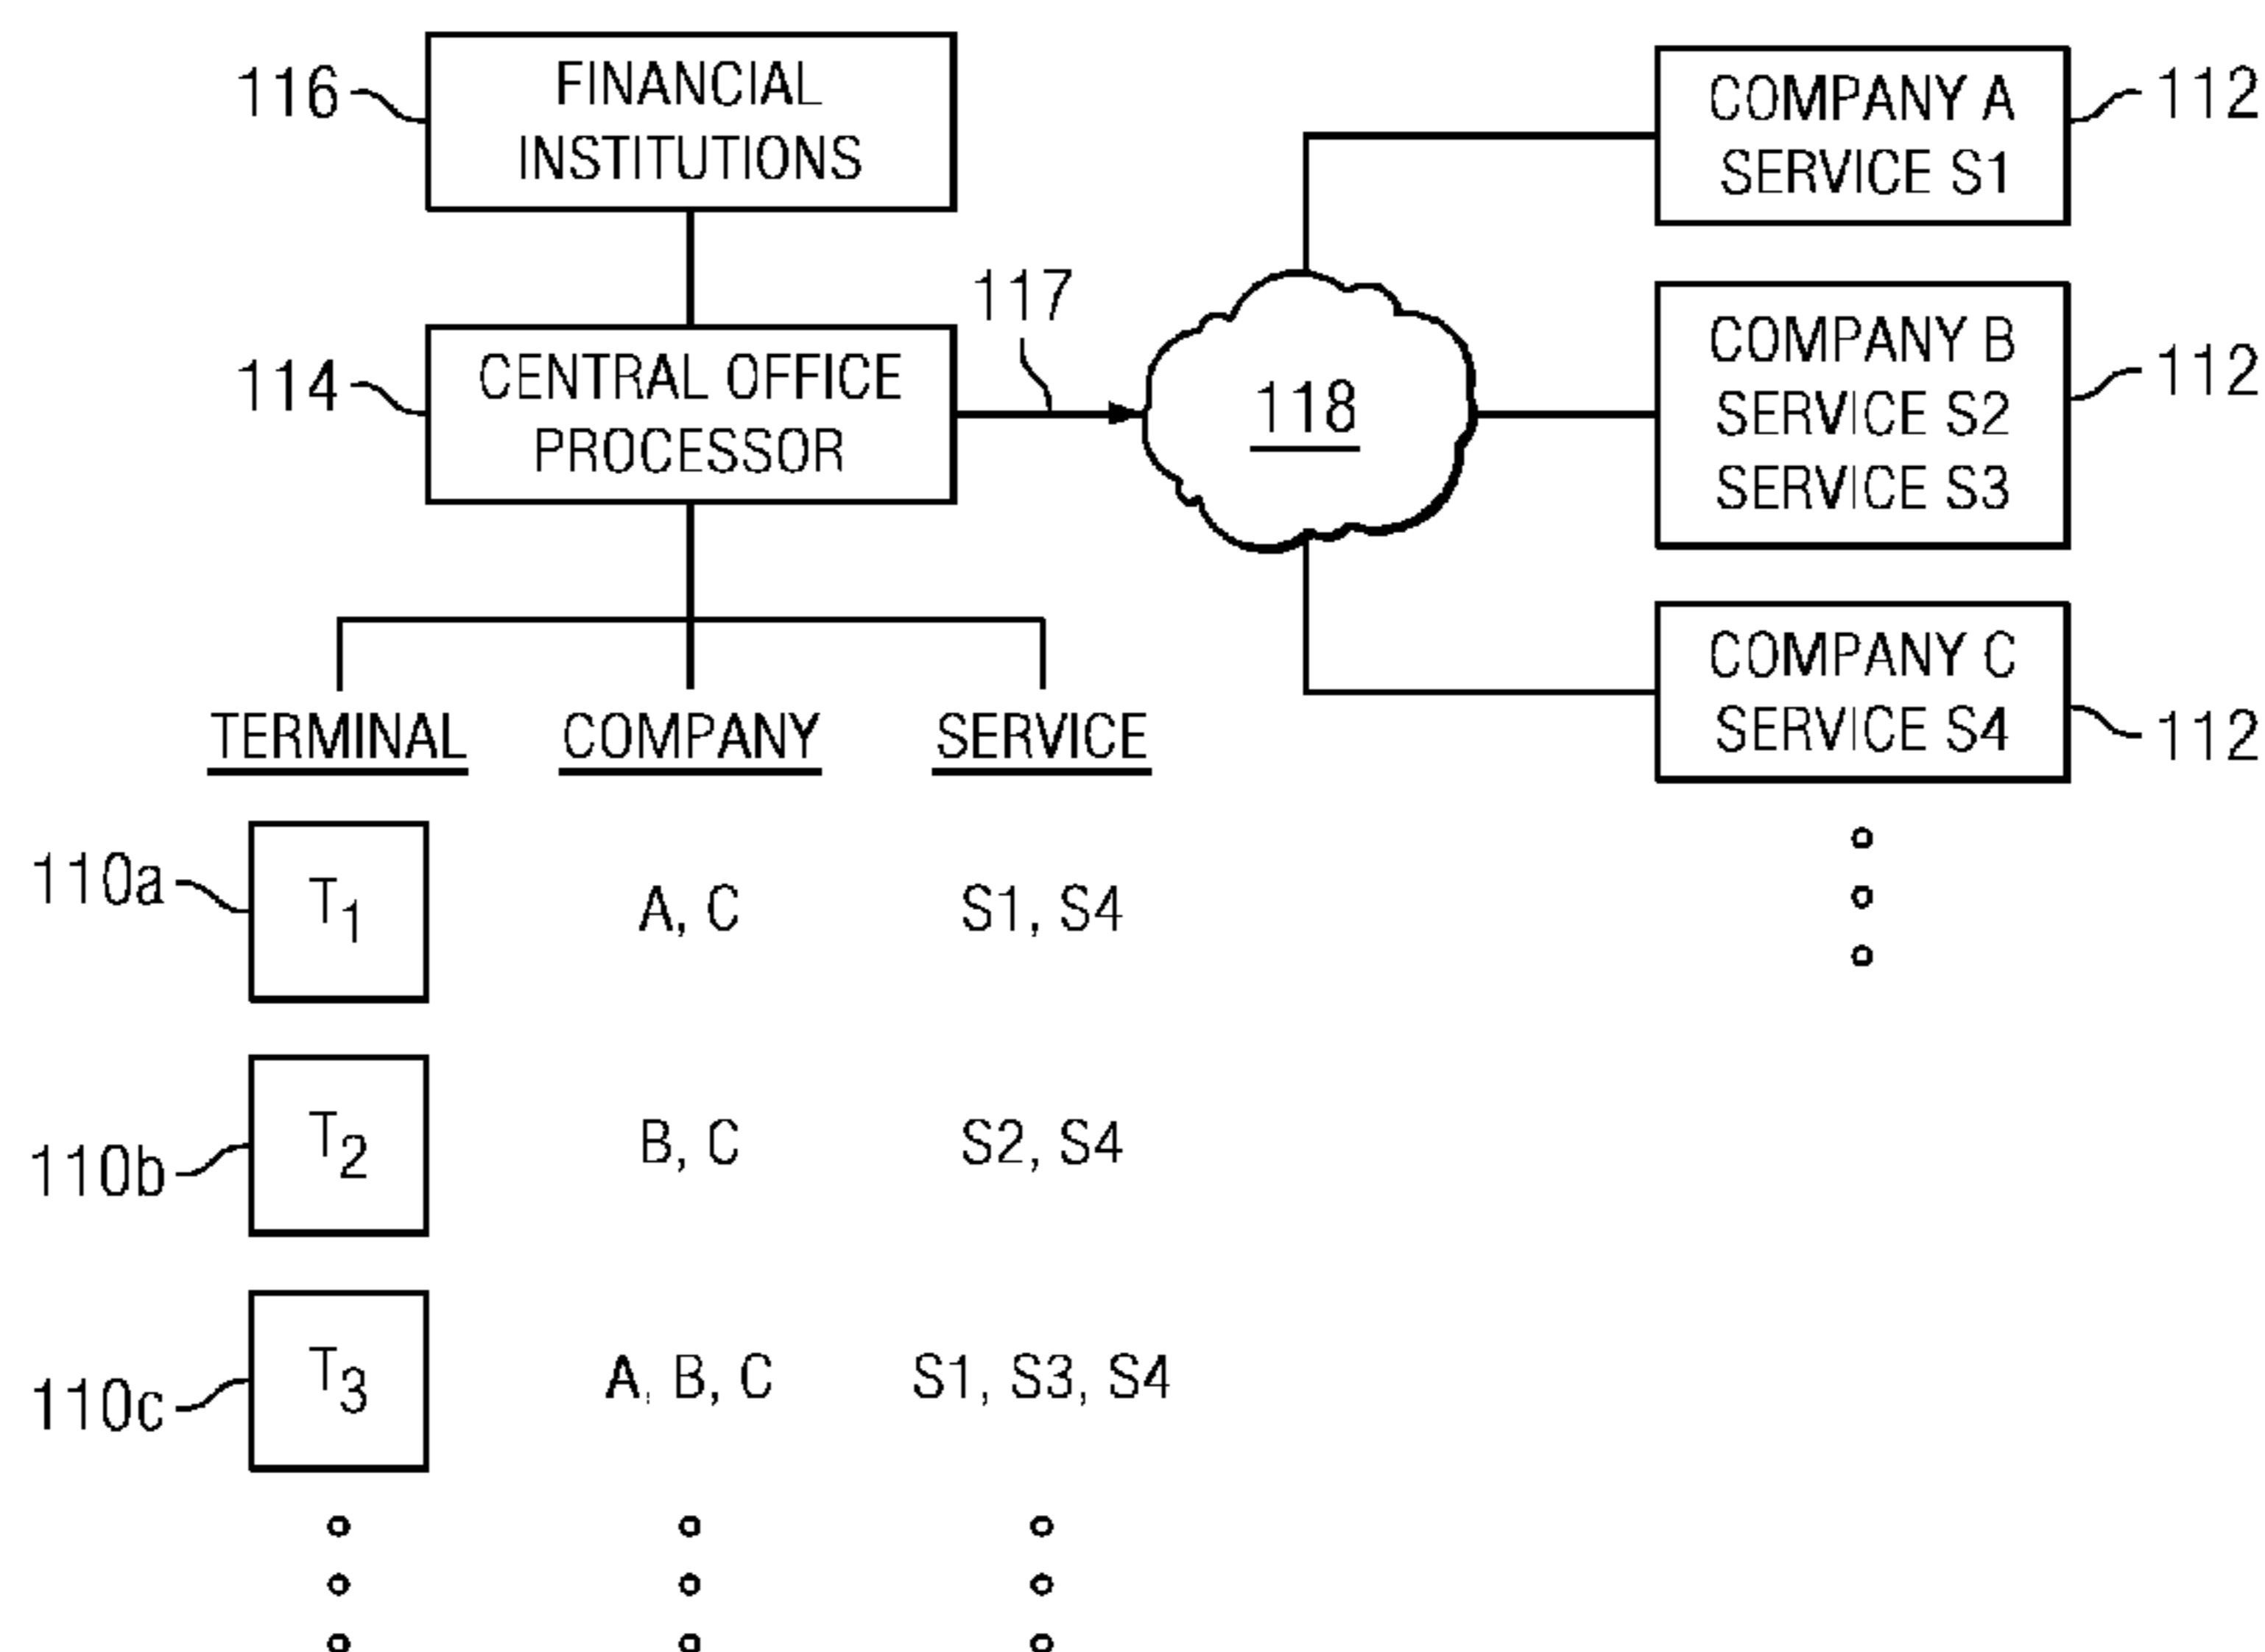 116
FINANCIAL
INSTITUTIONS
114
CENTRAL OFFICE
PROCESSOR
117
118
COMPANY A
SERVICE S1
112
COMPANY B
SERVICE S2
SERVICE S3
112
COMPANY C
SERVICE S4
112
TERMINAL COMPANY SERVICE
110a T1 A, C S1, S4
110b T2 B, C S2, S4
110c T3 A, B, C S1, S3, S4